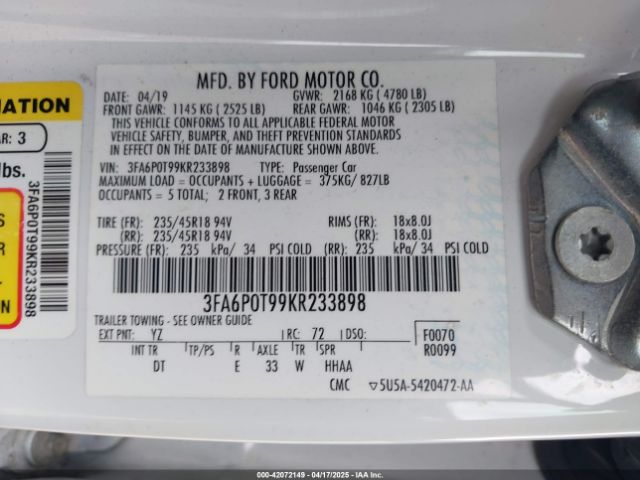 MFD. BY FORD MOTOR CO.
DATE: 04/19 GVWR: 2168 KG ( 4780 LB)
FRONT GAWR: 1145 KG ( 2525 LB) REAR GAWR: 1046 KG ( 2305 LB)
THIS VEHICLE CONFORMS TO ALL APPLICABLE FEDERAL MOTOR
VEHICLE SAFETY, BUMPER, AND THEFT PREVENTION STANDARDS
IN EFFECT ON THE DATE OF MANUFACTURE SHOWN ABOVE.
VIN: 3FA6P0T99KR233898 TYPE: Passenger Car
MAXIMUM LOAD = OCCUPANTS + LUGGAGE = 375KG/ 827LB
OCCUPANTS = 5 TOTAL; 2 FRONT, 3 REAR
TIRE (FR): 235/45R18 94V RIMS (FR): 18x8.0J
(RR): 235/45R18 94V (RR): 18x8.0J
PRESSURE (FR): 235 kPa/ 34 PSI COLD (RR): 235 kPa/ 34 PSI COLD
3FA6P0T99KR233898
TRAILER TOWING - SEE OWNER GUIDE
EXT PNT: YZ RC: 72 DSO: F0070
INT TR TP/PS R AXLE TR SPR R0099
DT E 33 W HHAA
CMC 5U5A-5420472-AA
MATION
AR: 3
lbs.
3FA6P0T99KR233898
S
R
ON
000-42072149 | 04/17/2025 | IAAI.COM